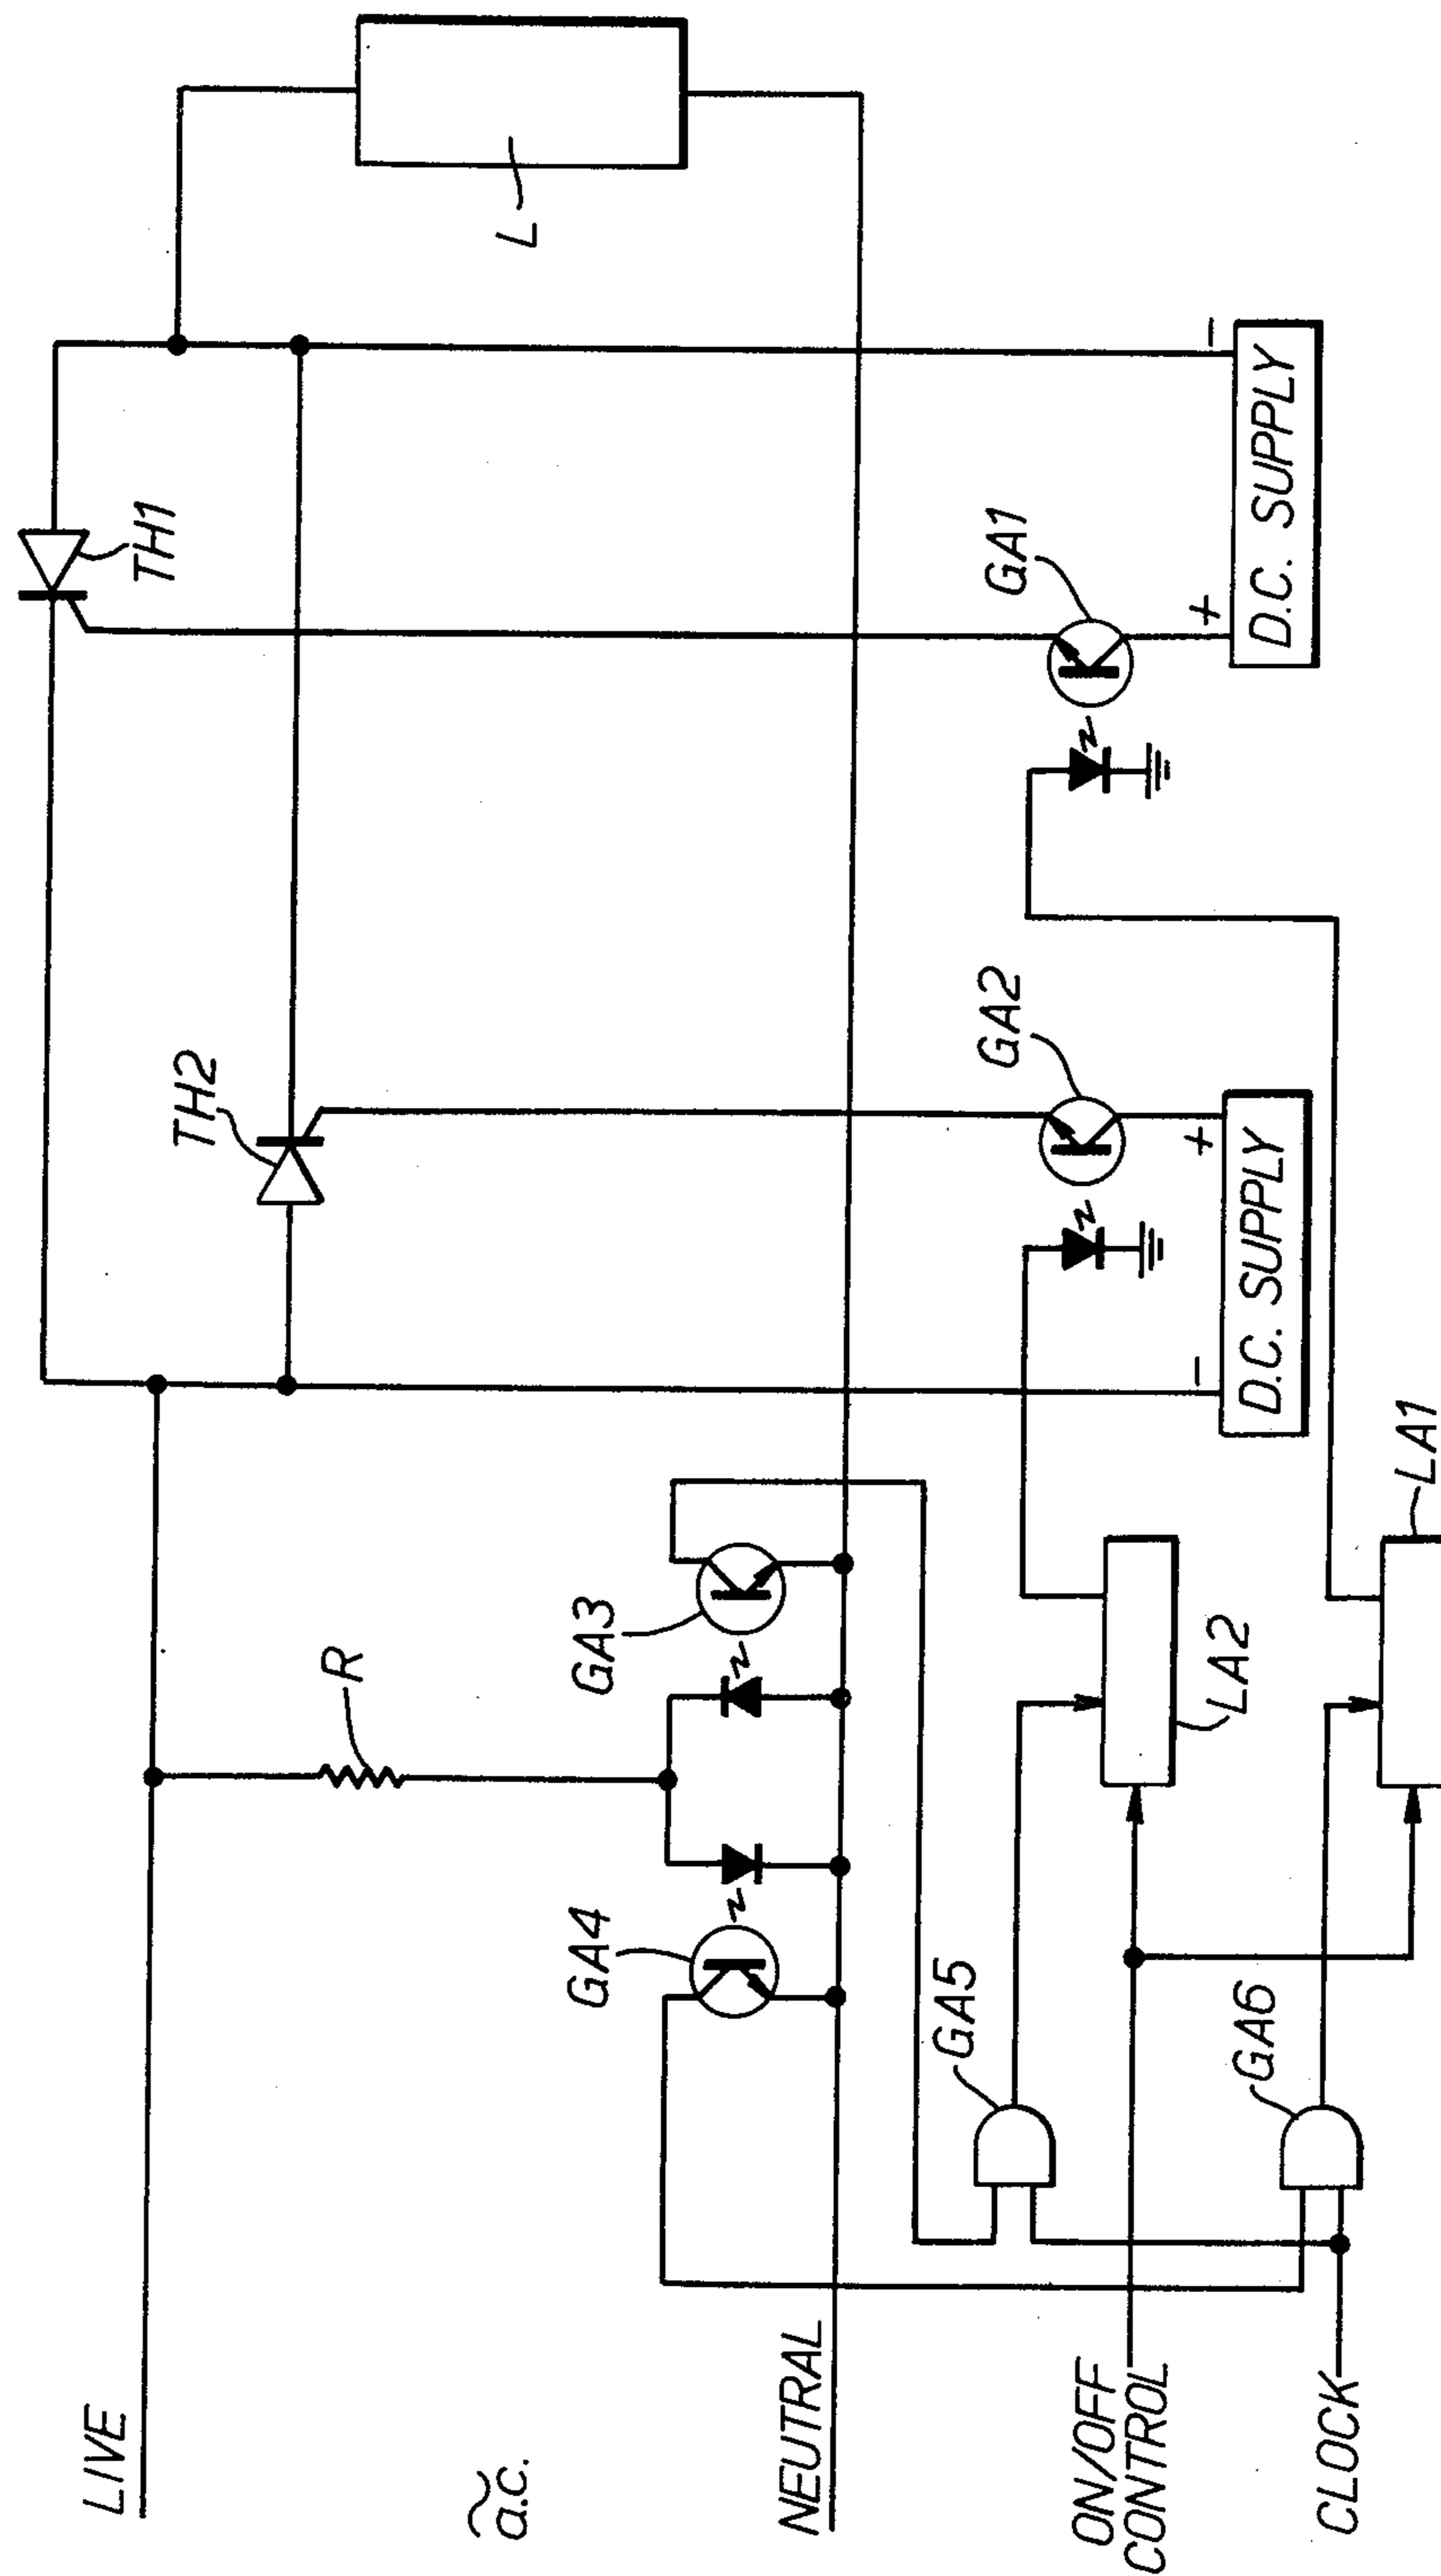 LIVE
a.c.
NEUTRAL
ON/OFF
CONTROL
CLOCK
R
GA4
GA3
GA5
GA6
LA2
LA1
TH2
TH1
GA2
GA1
+
-
D.C. SUPPLY
+
-
D.C. SUPPLY
L